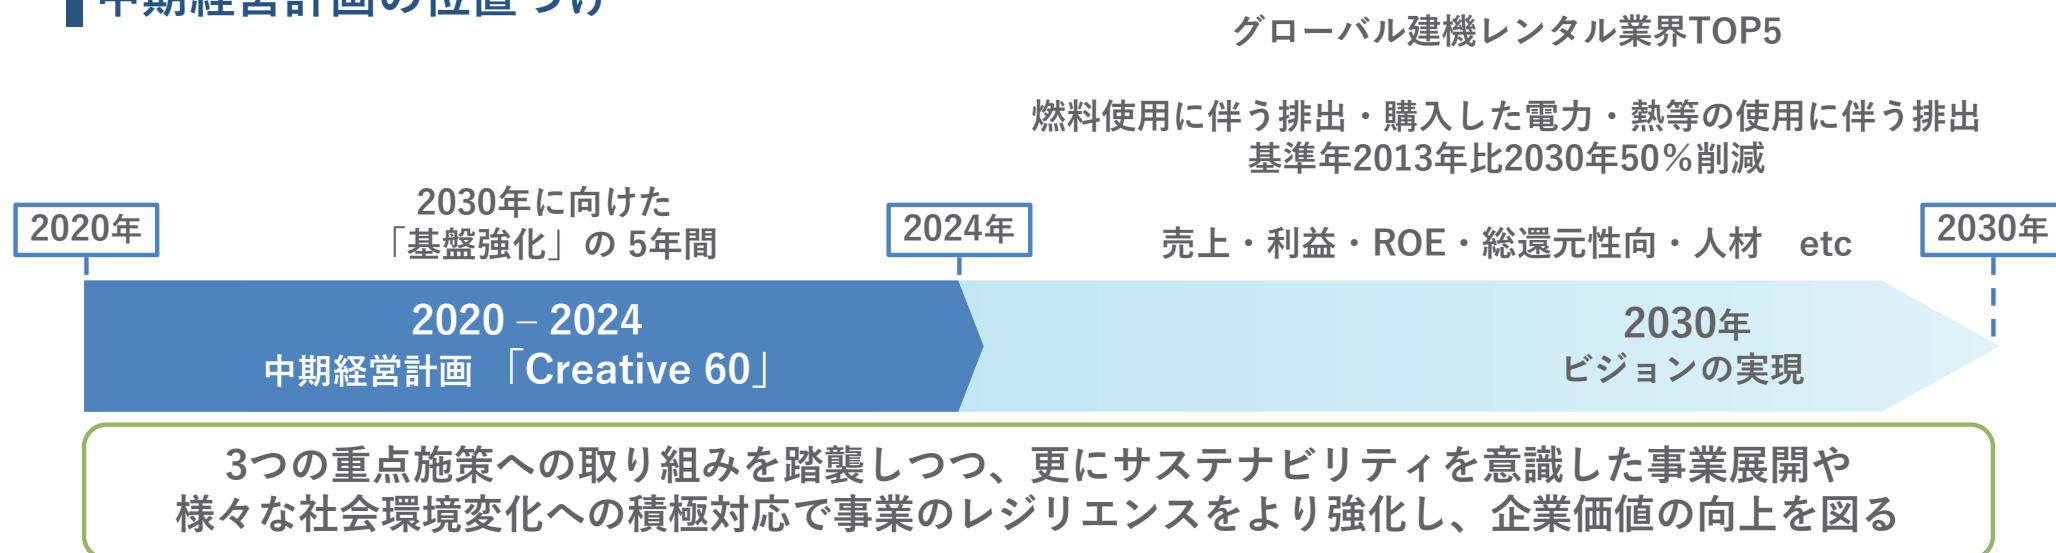 中期経営計画の位置づけ
グローバル建機レンタル業界TOP5
燃料使用に伴う排出・購入した電力・熱等の使用に伴う排出
基準年2013年比2030年50％削減
2030年に向けた
「基盤強化」の 5年間
売上・利益・ROE・総還元性向・人材　etc
2020年
2024年
2030年
2020 – 2024
中期経営計画 「Creative 60」
2030年
ビジョンの実現
3つの重点施策への取り組みを踏襲しつつ、更にサステナビリティを意識した事業展開や
様々な社会環境変化への積極対応で事業のレジリエンスをより強化し、企業価値の向上を図る